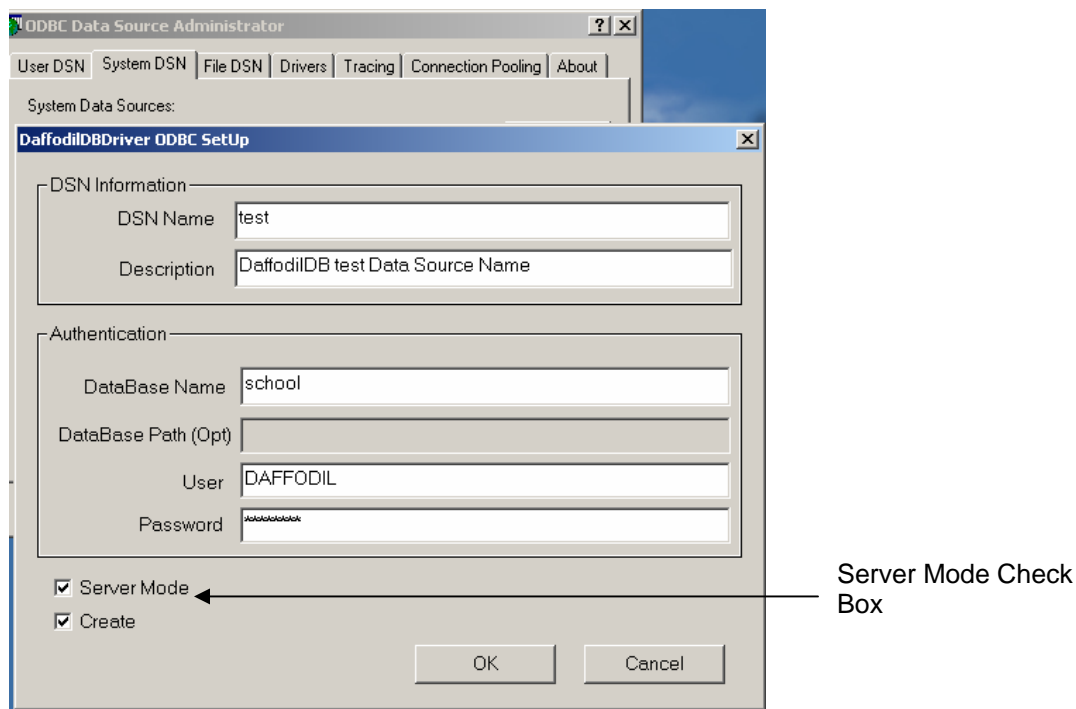 ODBC Data Source Administrator
User DSN System DSN File DSN Drivers Tracing Connection Pooling About
System Data Sources:
DaffodilDBDriver ODBC SetUp
DSN Information
DSN Name test
Description DaffodilDB test Data Source Name
Authentication
DataBase Name school
DataBase Path (Opt)
User DAFFODIL
Password ********
Server Mode
Create
OK Cancel
Server Mode Check
Box